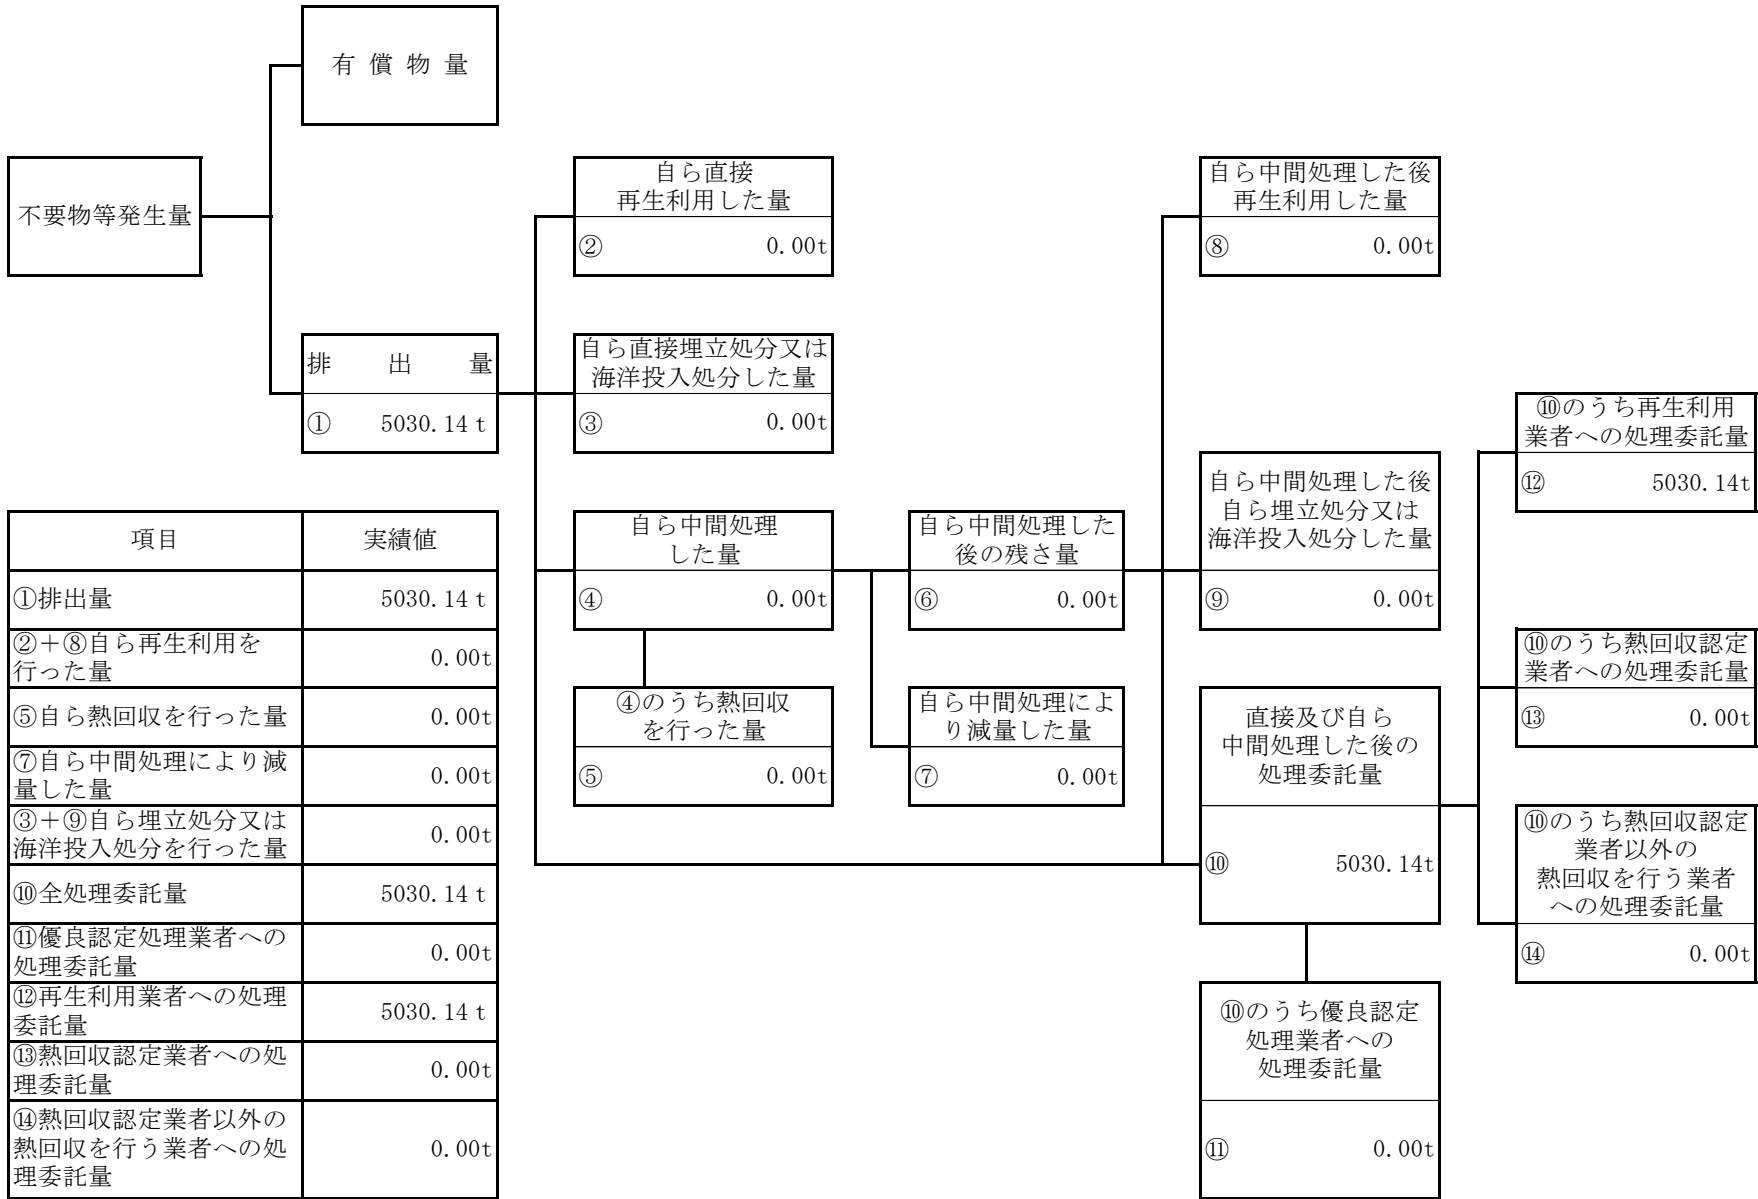 有 償 物 量
不要物等発生量
自ら直接
再生利用した量
② 0.00t
自ら中間処理した後
再生利用した量
⑧ 0.00t
排 出 量
① 5030.14 t
自ら直接埋立処分又は
海洋投入処分した量
③ 0.00t
⑩のうち再生利用
業者への処理委託量
⑫ 5030.14t
自ら中間処理した後
自ら埋立処分又は
海洋投入処分した量
⑨ 0.00t
自ら中間処理
した量
④ 0.00t
自ら中間処理した
後の残さ量
⑥ 0.00t
⑩のうち熱回収認定
業者への処理委託量
⑬ 0.00t
④のうち熱回収
を行った量
⑤ 0.00t
自ら中間処理によ
り減量した量
⑦ 0.00t
直接及び自ら
中間処理した後の
処理委託量
⑩ 5030.14t
⑩のうち熱回収認定
業者以外の
熱回収を行う業者
への処理委託量
⑭ 0.00t
⑩のうち優良認定
処理業者への
処理委託量
⑪ 0.00t
項目 実績値
①排出量 5030.14 t
②+⑧自ら再生利用を
行った量 0.00t
⑤自ら熱回収を行った量 0.00t
⑦自ら中間処理により減
量した量 0.00t
③+⑨自ら埋立処分又は
海洋投入処分を行った量 0.00t
⑩全処理委託量 5030.14 t
⑪優良認定処理業者への
処理委託量 0.00t
⑫再生利用業者への処理
委託量 5030.14 t
⑬熱回収認定業者への処
理委託量 0.00t
⑭熱回収認定業者以外の
熱回収を行う業者への処
理委託量 0.00t